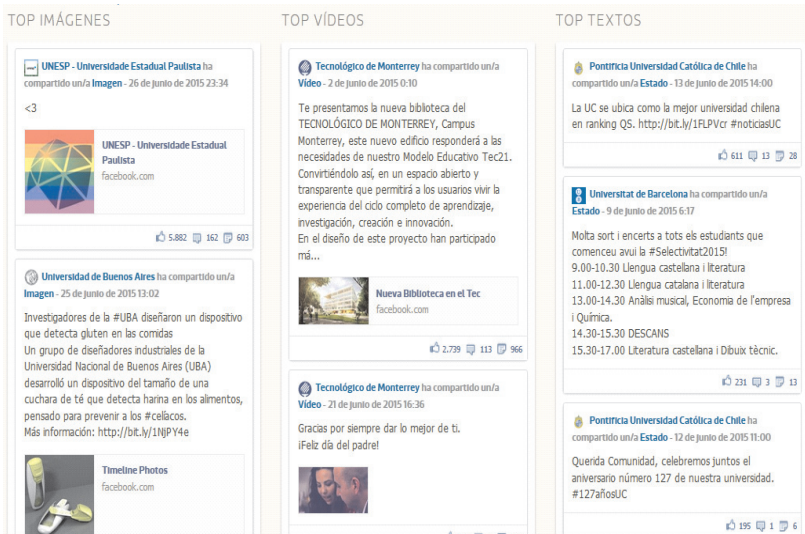 TOP IMÁGENES
UNESP - Universidade Estadual Paulista ha
compartido un/a Imagen - 26 de junio de 2015 23:34
<3
UNESP - Universidade Estadual
Paulista
facebook.com
5.882 162 603
Universidad de Buenos Aires ha compartido un/a
Imagen - 25 de junio de 2015 13:02
Investigadores de la #UBA diseñaron un dispositivo
que detecta gluten en las comidas
Un grupo de diseñadores industriales de la
Universidad Nacional de Buenos Aires (UBA)
desarrolló un dispositivo del tamaño de una
cuchara de té que detecta harina en los alimentos,
pensado para prevenir a los #celíacos.
Más información: http://bit.ly/1NjPY4e
Timeline Photos
facebook.com
TOP VÍDEOS
Tecnológico de Monterrey ha compartido un/a
Vídeo - 2 de junio de 2015 0:10
Te presentamos la nueva biblioteca del
TECNOLÓGICO DE MONTERREY, Campus
Monterrey, este nuevo edificio responderá a las
necesidades de nuestro Modelo Educativo Tec21.
Convirtiéndolo así, en un espacio abierto y
transparente que permitirá a los usuarios vivir la
experiencia del ciclo completo de aprendizaje,
investigación, creación e innovación.
En el diseño de este proyecto han participado
má...
Nueva Biblioteca en el Tec
facebook.com
2.739 113 966
Tecnológico de Monterrey ha compartido un/a
Vídeo - 21 de junio de 2015 16:36
Gracias por siempre dar lo mejor de ti.
¡Feliz día del padre!
TOP TEXTOS
Pontificia Universidad Católica de Chile ha
compartido un/a Estado - 13 de junio de 2015 14:00
La UC se ubica como la mejor universidad chilena
en ranking QS. http://bit.ly/1FLPVcr #noticiasUC
611 13 28
Universitat de Barcelona ha compartido un/a
Estado - 9 de junio de 2015 6:17
Molta sort i encerts a tots els estudiants que
comenceu avui la #Selectivitat2015!
9.00-10.30 Llengua castellana i literatura
11.00-12.30 Llengua catalana i literatura
13.00-14.30 Anàlisi musical, Economia de l'empresa
i Química.
14.30-15.30 DESCANS
15.30-17.00 Literatura castellana i Dibuix tècnic.
231 3 13
Pontificia Universidad Católica de Chile ha
compartido un/a Estado - 12 de junio de 2015 11:00
Querida Comunidad, celebremos juntos el
aniversario número 127 de nuestra universidad.
#127añosUC
195 1 6